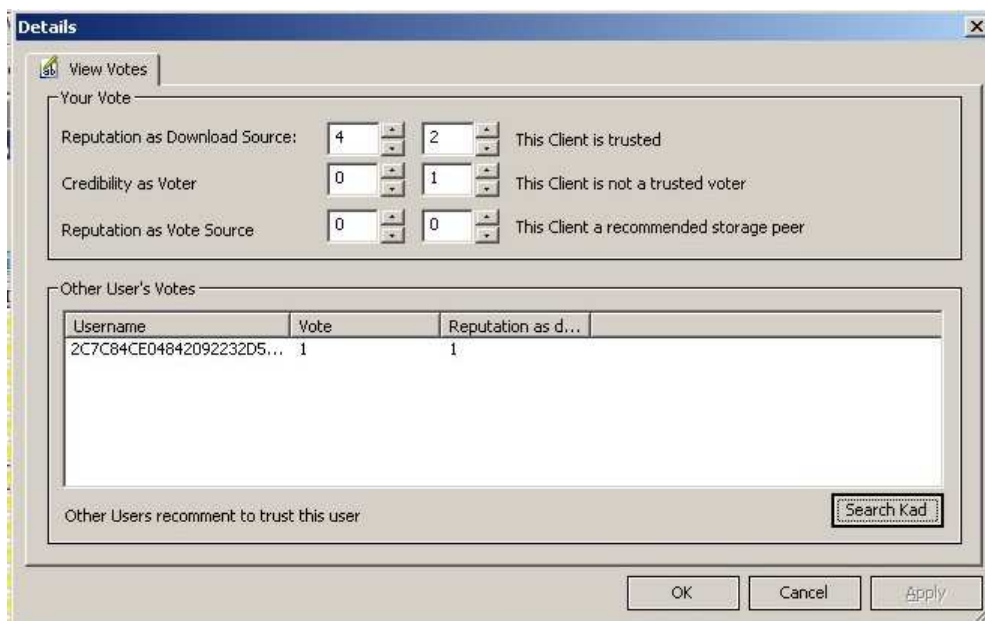 Details
View Votes
Your Vote
Reputation as Download Source: 4 2 This Client is trusted
Credibility as Voter 0 1 This Client is not a trusted voter
Reputation as Vote Source 0 0 This Client a recommended storage peer
Other User's Votes
Username Vote Reputation as d...
2C7C84CE04842092232D5... 1 1
Other Users recomment to trust this user
Search Kad
OK Cancel Apply